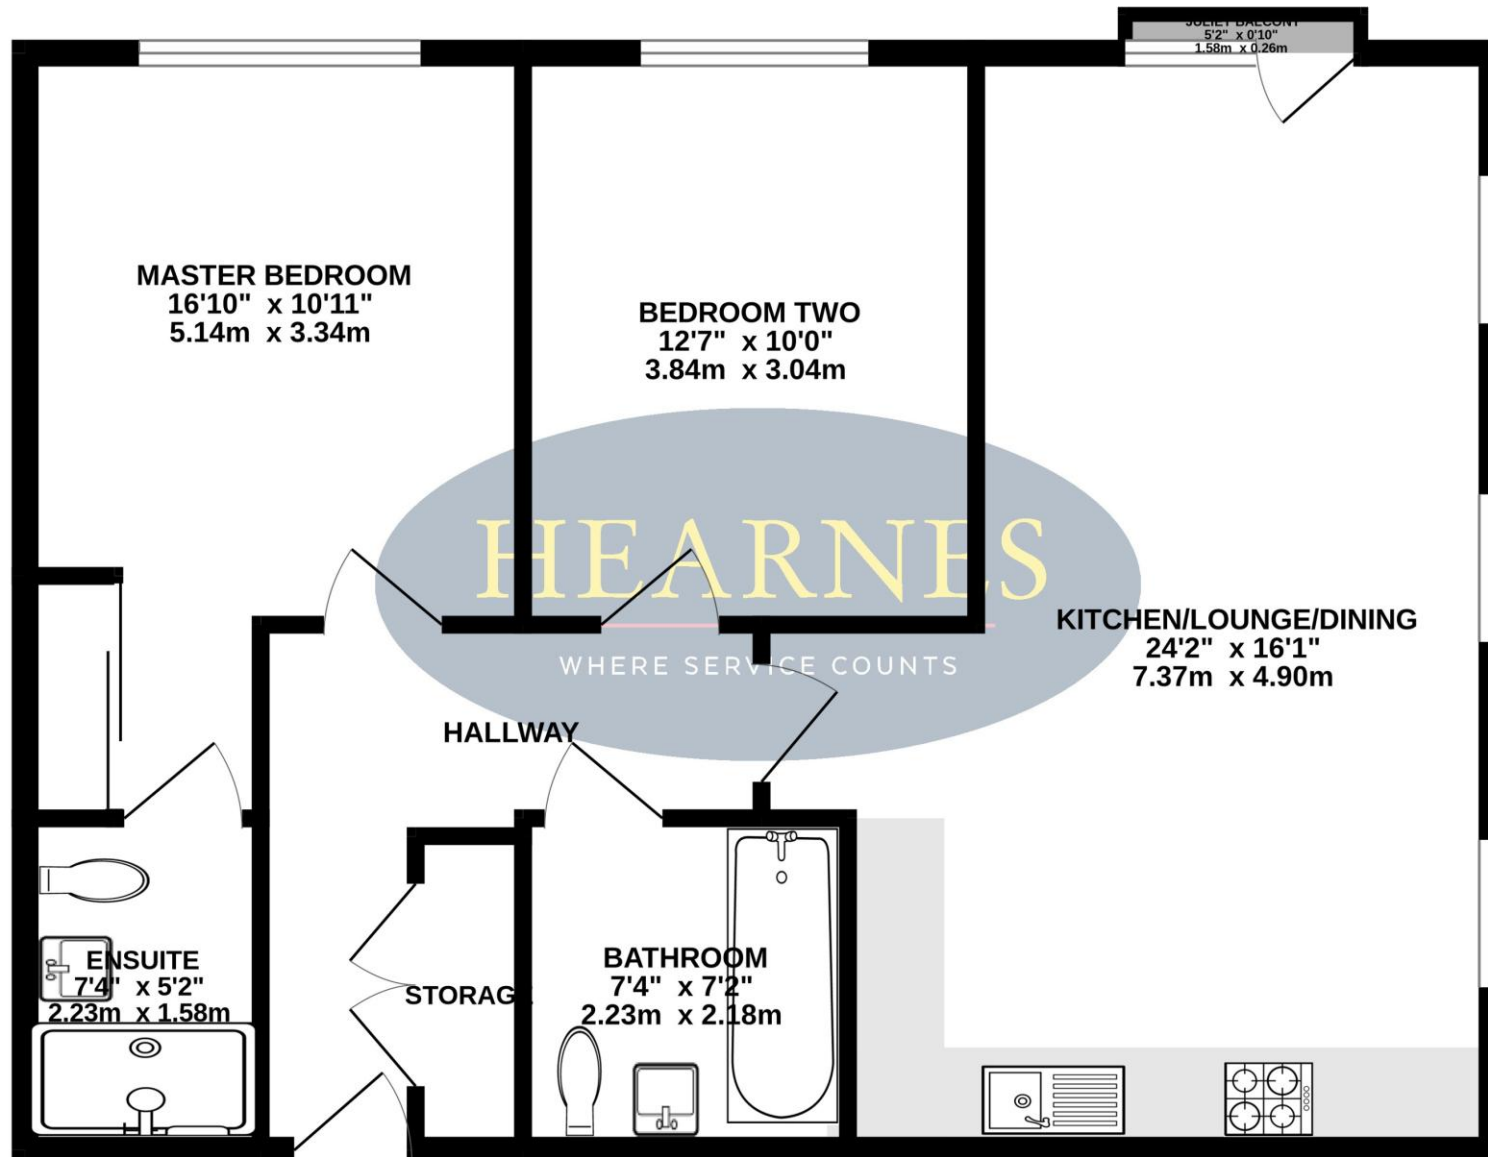 JULIET BALCONY
5'2" x 0'10"
1.58m x 0.26m
MASTER BEDROOM
16'10" x 10'11"
5.14m x 3.34m
BEDROOM TWO
12'7" x 10'0"
3.84m x 3.04m
HEARNES
WHERE SERVICE COUNTS
KITCHEN/LOUNGE/DINING
24'2" x 16'1"
7.37m x 4.90m
HALLWAY
ENSUITE
7'4" x 5'2"
2.23m x 1.58m
STORAGE
BATHROOM
7'4" x 7'2"
2.23m x 2.18m